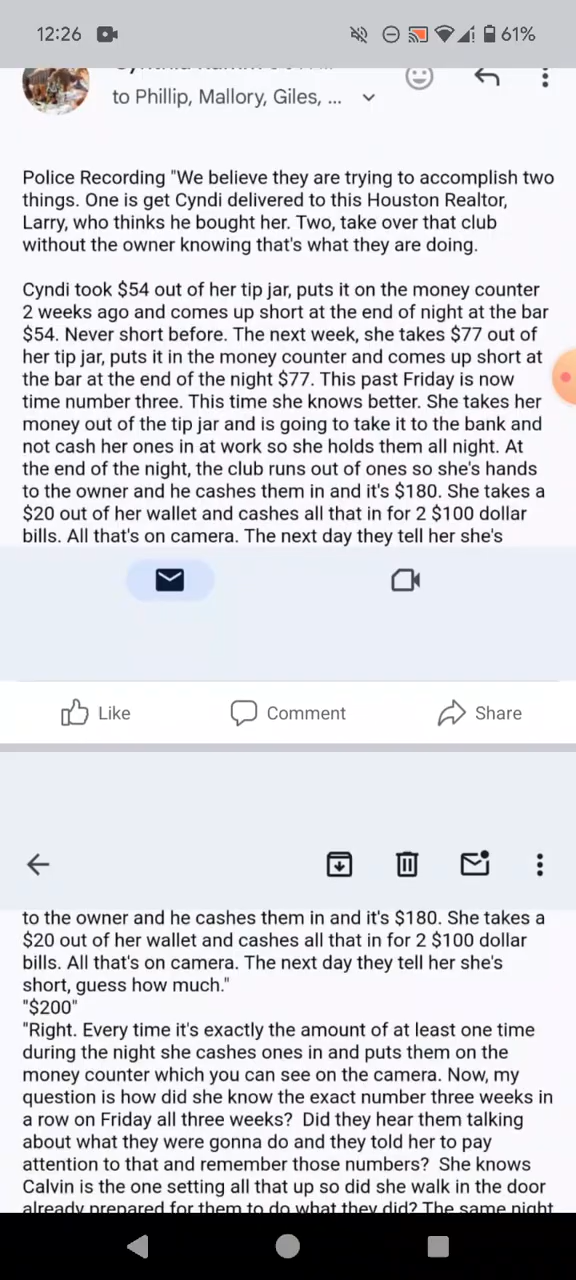 12:26
61%
to Phillip, Mallory, Giles, ...
Police Recording "We believe they are trying to accomplish two
things. One is get Cyndi delivered to this Houston Realtor,
Larry, who thinks he bought her. Two, take over that club
without the owner knowing that's what they are doing.
Cyndi took $54 out of her tip jar, puts it on the money counter
2 weeks ago and comes up short at the end of night at the bar
$54. Never short before. The next week, she takes $77 out of
her tip jar, puts it in the money counter and comes up short at
the bar at the end of the night $77. This past Friday is now
time number three. This time she knows better. She takes her
money out of the tip jar and is going to take it to the bank and
not cash her ones in at work so she holds them all night. At
the end of the night, the club runs out of ones so she's hands
to the owner and he cashes them in and it's $180. She takes a
$20 out of her wallet and cashes all that in for 2 $100 dollar
bills. All that's on camera. The next day they tell her she's
Like Comment Share
to the owner and he cashes them in and it's $180. She takes a
$20 out of her wallet and cashes all that in for 2 $100 dollar
bills. All that's on camera. The next day they tell her she's
short, guess how much."
"$200"
"Right. Every time it's exactly the amount of at least one time
during the night she cashes ones in and puts them on the
money counter which you can see on the camera. Now, my
question is how did she know the exact number three weeks in
a row on Friday all three weeks?  Did they hear them talking
about what they were gonna do and they told her to pay
attention to that and remember those numbers?  She knows
Calvin is the one setting all that up so did she walk in the door
already prepared for them to do what they did? The same night